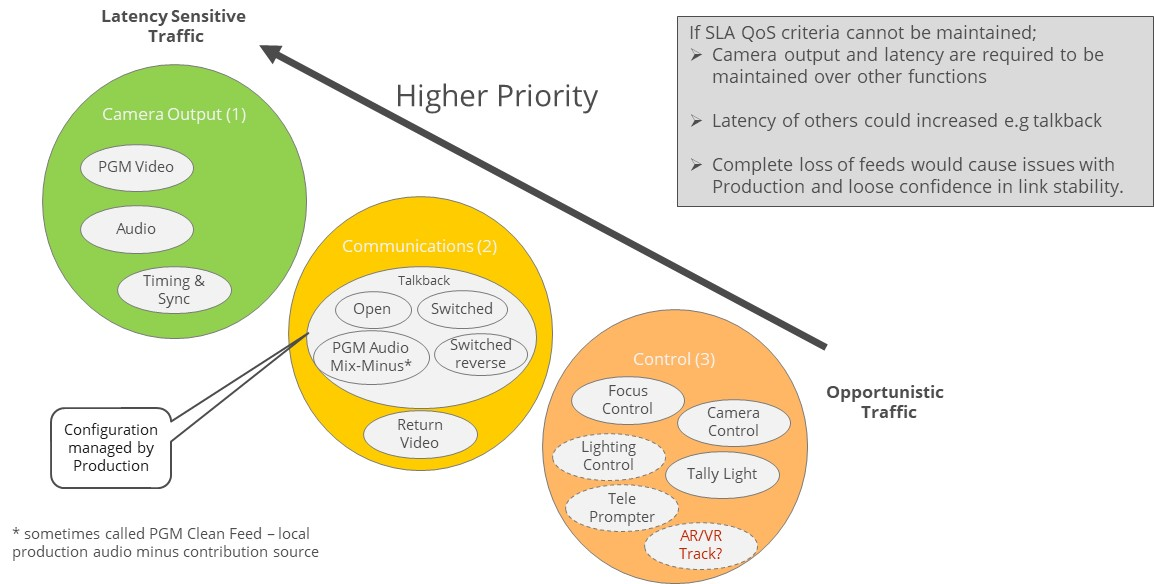 Latency Sensitive
Traffic
Higher Priority
If SLA QoS criteria cannot be maintained;
➢ Camera output and latency are required to be
maintained over other functions
➢ Latency of others could increased e.g talkback
➢ Complete loss of feeds would cause issues with
Production and loose confidence in link stability.
Camera Output (1)
PGM Video
Audio
Timing &
Sync
Communications (2)
Talkback
Open
Switched
PGM Audio
Mix-Minus*
Switched
reverse
Return
Video
Configuration
managed by
Production
Control (3)
Focus
Control
Camera
Control
Lighting
Control
Tally Light
Tele
Prompter
AR/VR
Track?
Opportunistic
Traffic
* sometimes called PGM Clean Feed – local
production audio minus contribution source